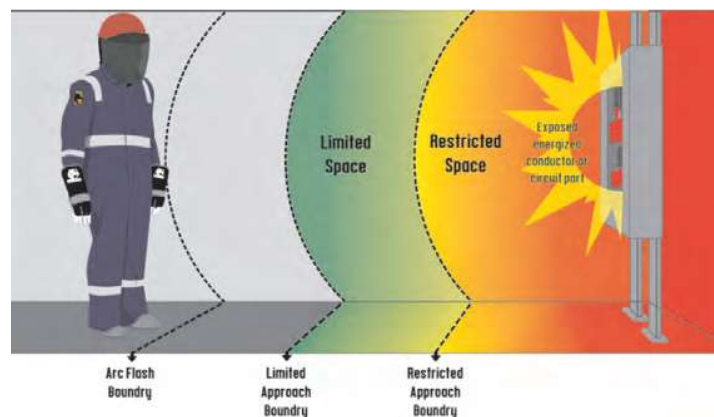 Limited
Space
Restricted
Space
Exposed
energized
conductor or
circuit part
Arc Flash
Boundry
Limited
Approach
Boundry
Restricted
Approach
Boundry